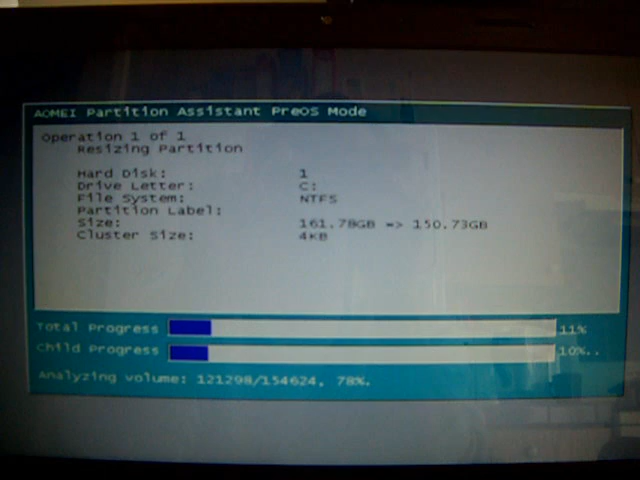 AOMEI Partition Assistant PreOS Mode
Operation 1 of 1
Resizing Partition
Hard Disk: 1
Drive Letter: C:
File System: NTFS
Partition Label:
Size: 161.78GB => 150.73GB
Cluster Size: 4KB
Total Progress 11%
Child Progress 10%..
Analyzing volume: 121298/154624, 78%.